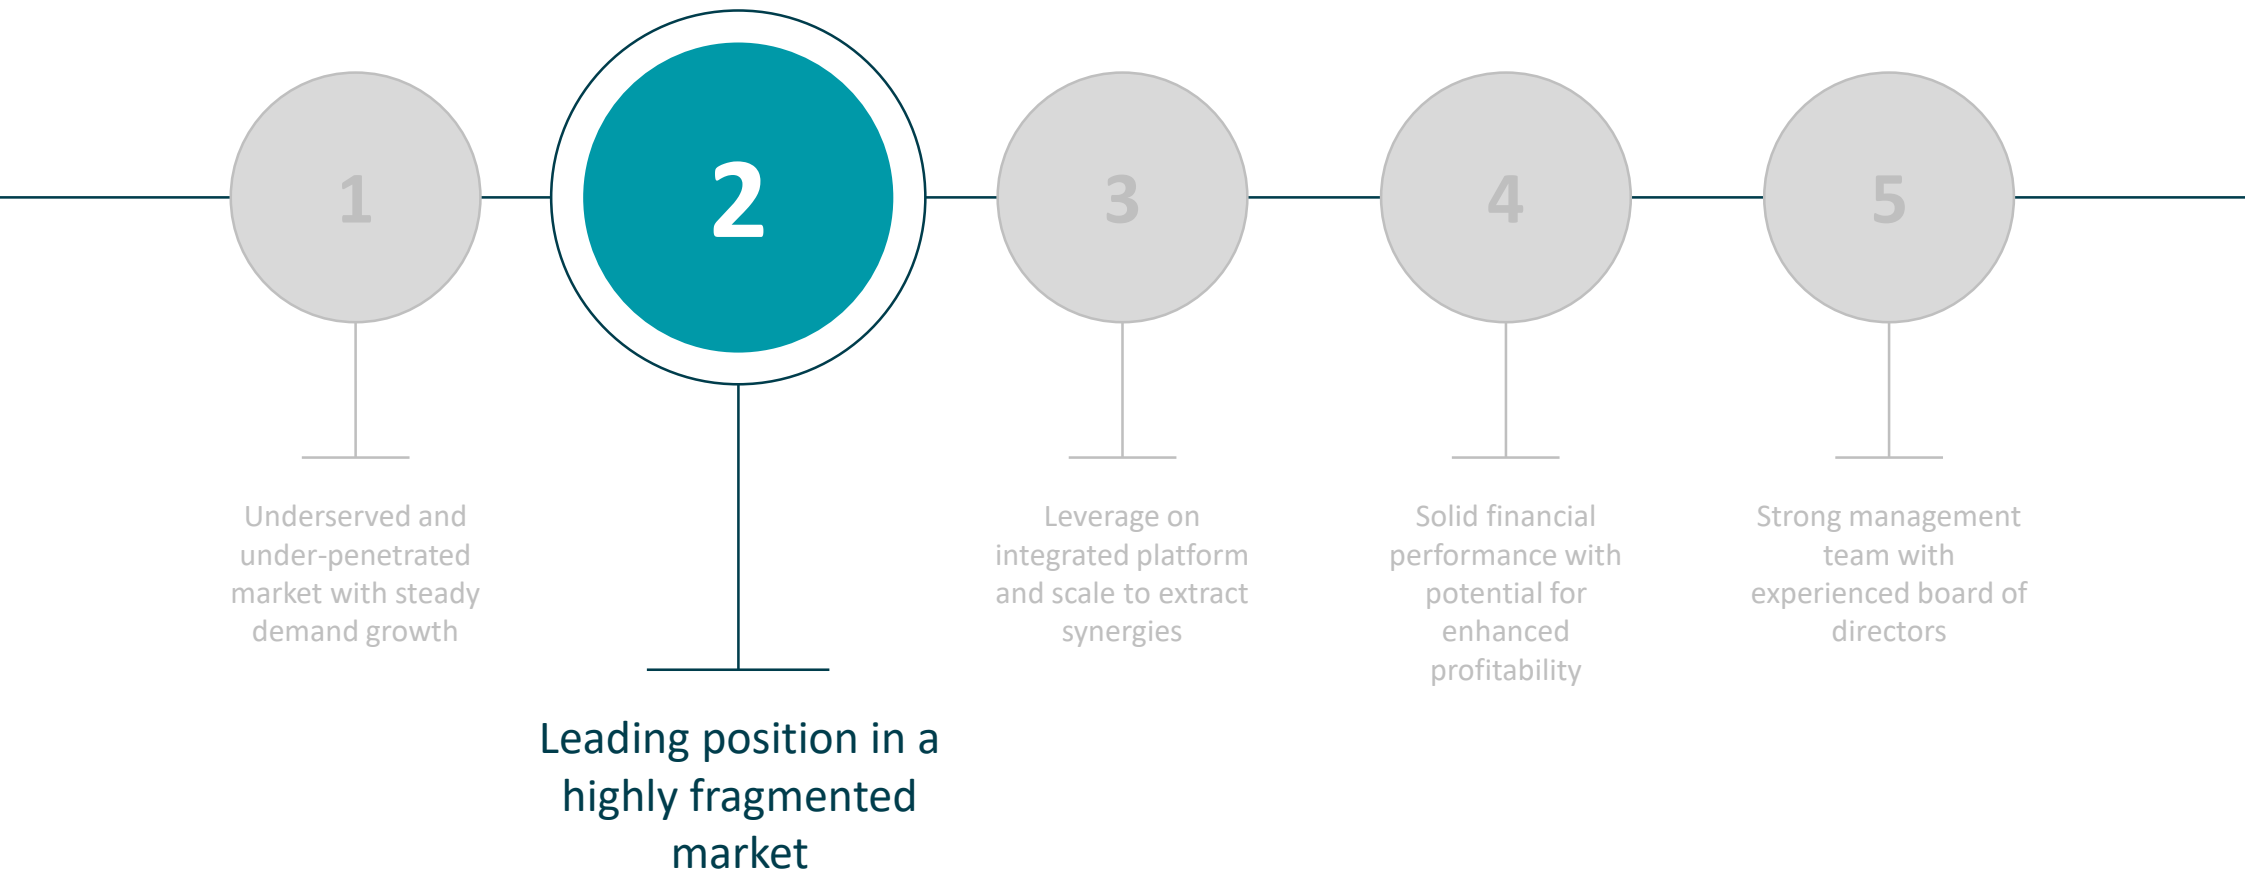 1
Underserved and
under-penetrated
market with steady
demand growth
2
Leading position in a
highly fragmented
market
3
Leverage on
integrated platform
and scale to extract
synergies
4
Solid financial
performance with
potential for
enhanced
profitability
5
Strong management
team with
experienced board of
directors